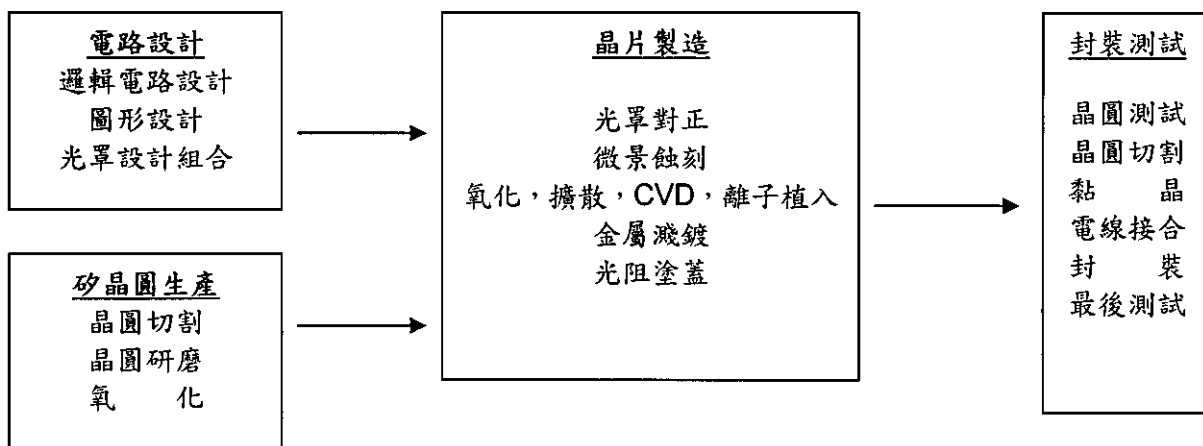 電路設計
邏輯電路設計
圖形設計
光罩設計組合
矽晶圓生產
晶圓切割
晶圓研磨
氧　　化
晶片製造
光罩對正
微景蝕刻
氧化，擴散，CVD，離子植入
金屬濺鍍
光阻塗蓋
封裝測試
晶圓測試
晶圓切割
黏　　晶
電線接合
封　　裝
最後測試